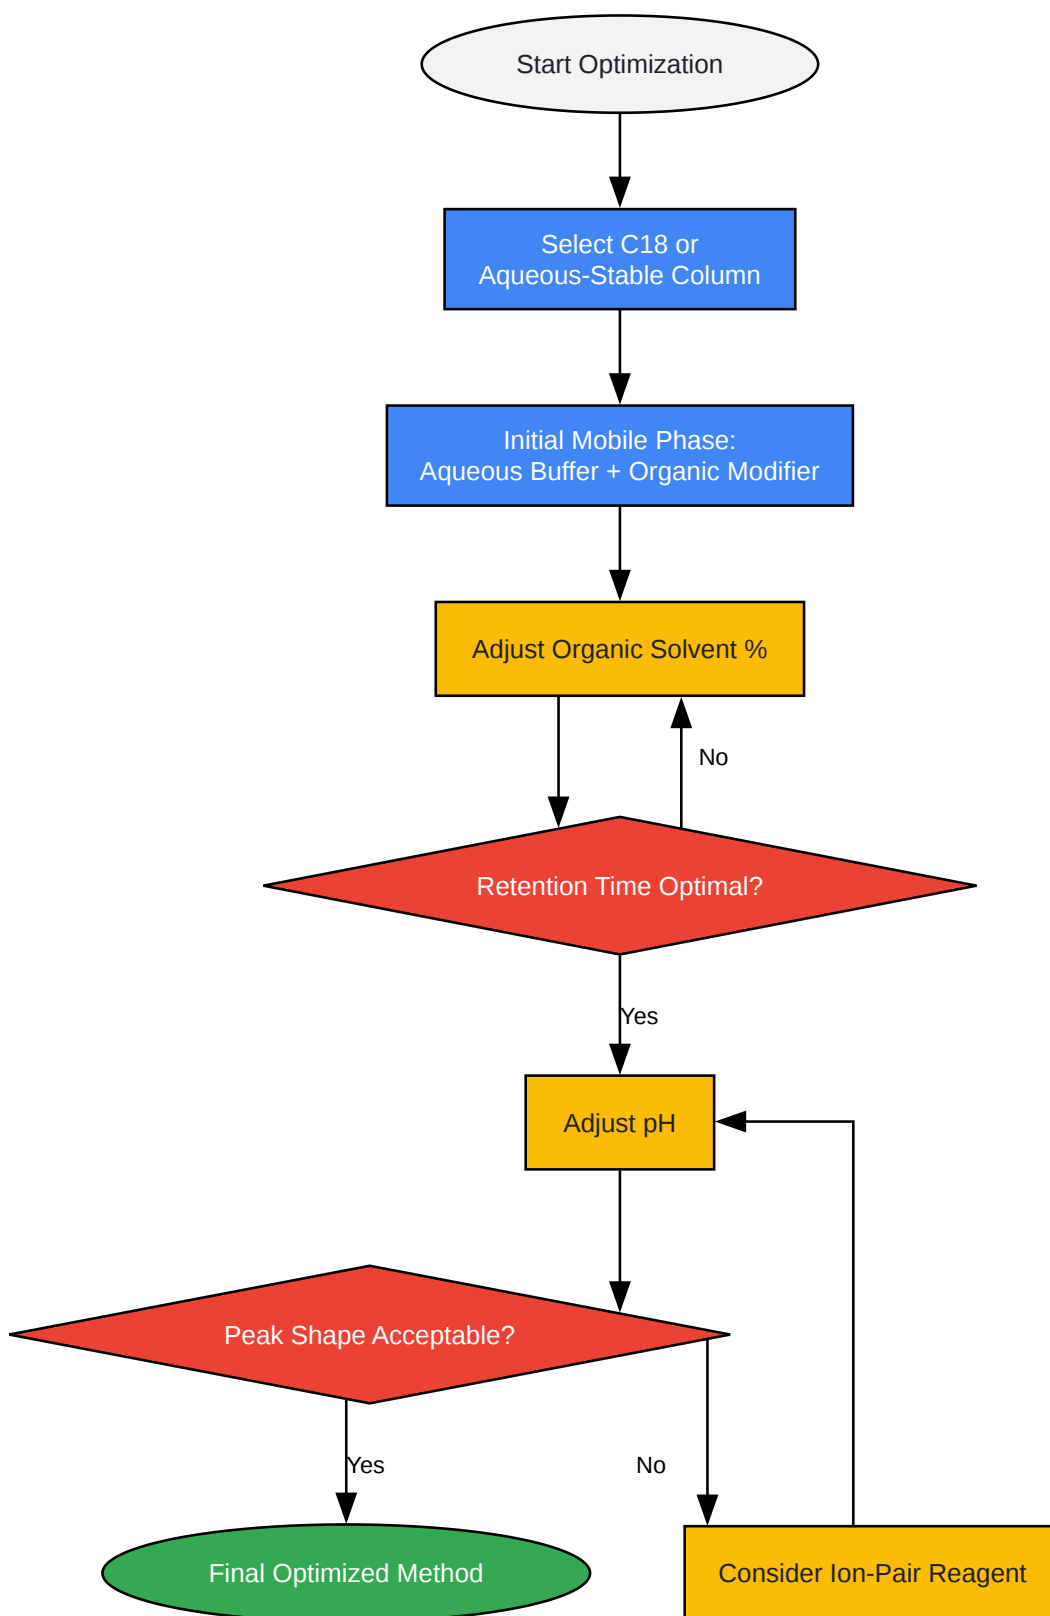 Start Optimization
Select C18 or
Aqueous-Stable Column
Initial Mobile Phase:
Aqueous Buffer + Organic Modifier
Adjust Organic Solvent %
No
Retention Time Optimal?
Yes
Adjust pH
Peak Shape Acceptable?
Yes
No
Final Optimized Method
Consider Ion-Pair Reagent